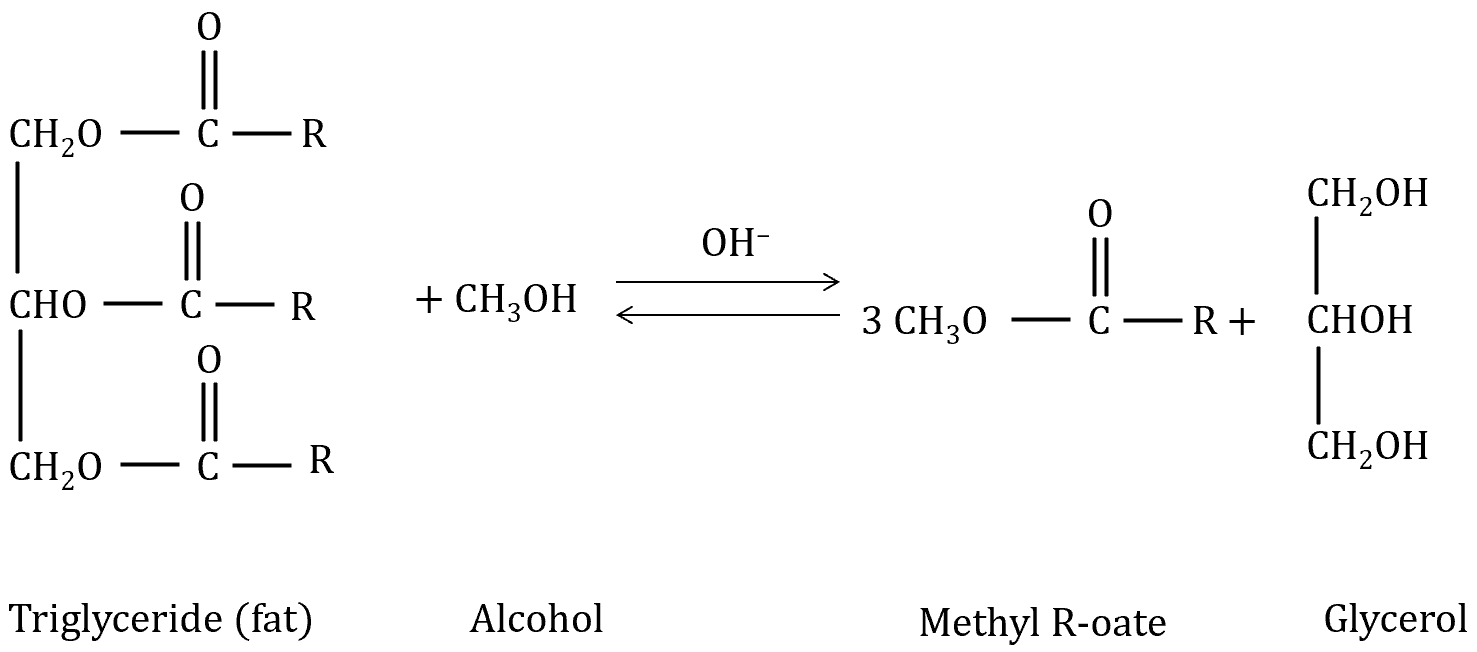 O
CH₂O — C — R
O
CHO — C — R
O
CH₂O — C — R
+ CH₃OH
OH⁻
O
3 CH₃O — C — R +
CH₂OH
CHOH
CH₂OH
Triglyceride (fat)
Alcohol
Methyl R-oate
Glycerol